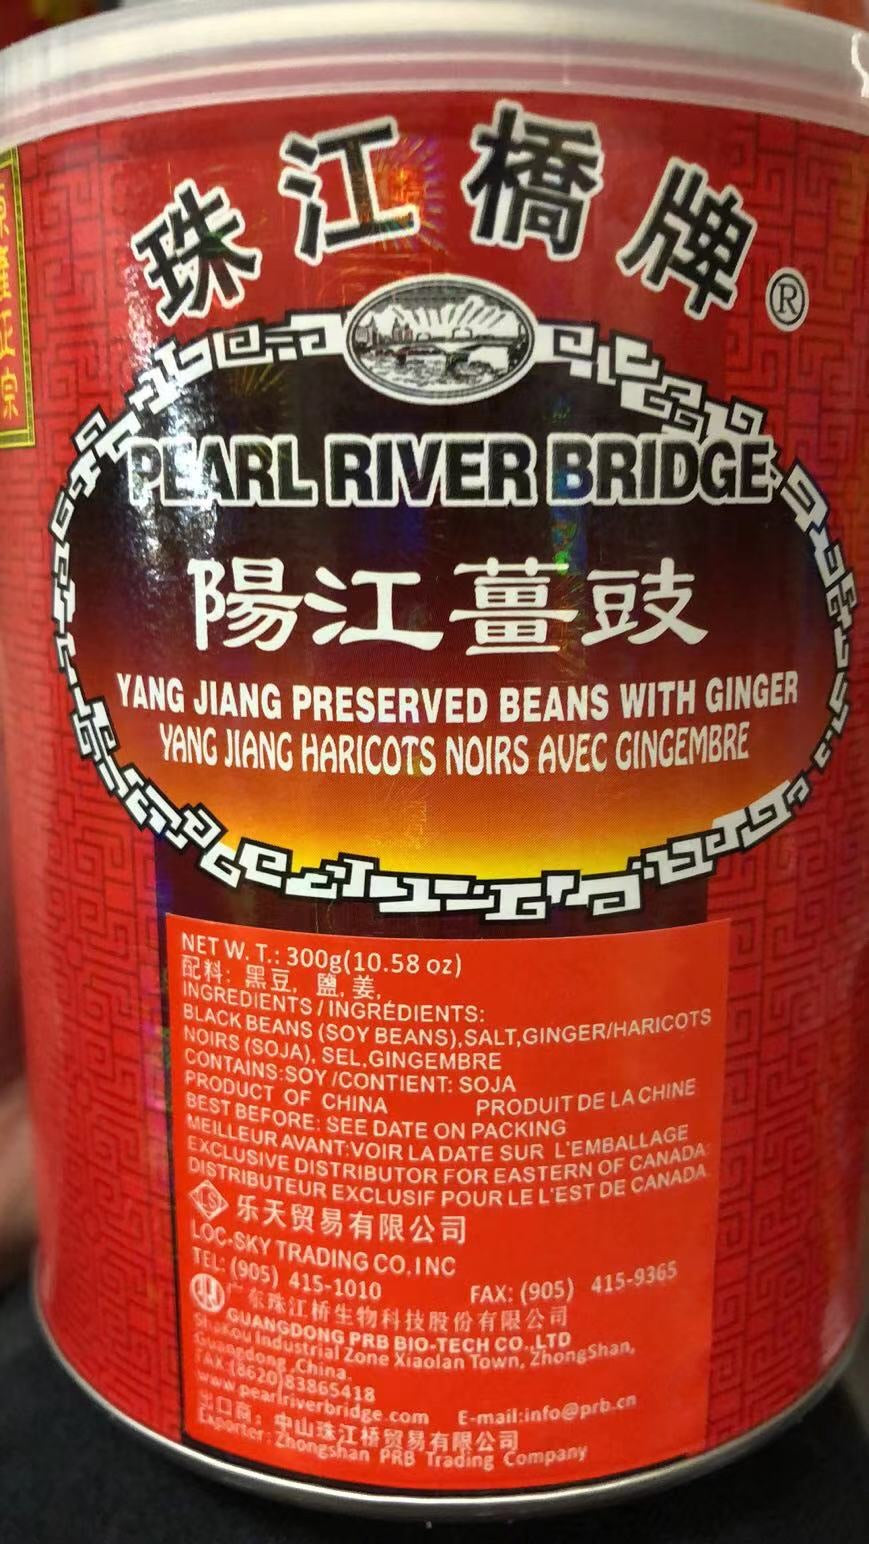 珠江橋牌®
PEARL RIVER BRIDGE
陽江薑豉
YANG JIANG PRESERVED BEANS WITH GINGER
YANG JIANG HARICOTS NOIRS AVEC GINGEMBRE
NET W. T.: 300g(10.58 oz)
配料: 黑豆, 鹽, 姜,
INGREDIENTS / INGRÉDIENTS:
BLACK BEANS (SOY BEANS),SALT,GINGER/HARICOTS
NOIRS (SOJA), SEL,GINGEMBRE
CONTAINS:SOY /CONTIENT: SOJA
PRODUCT OF CHINA PRODUIT DE LA CHINE
BEST BEFORE: SEE DATE ON PACKING
MEILLEUR AVANT:VOIR LA DATE SUR L'EMBALLAGE
EXCLUSIVE DISTRIBUTOR FOR EASTERN OF CANADA:
DISTRIBUTEUR EXCLUSIF POUR LE L'EST DE CANADA
LS 乐天贸易有限公司
LOC-SKY TRADING CO.INC
TEL: (905) 415-1010 FAX: (905) 415-9365
广东珠江桥生物科技股份有限公司
GUANGDONG PRB BIO-TECH CO.,LTD
Shakou Industrial Zone Xiaolan Town, ZhongShan,
Guangdong ,China.
FAX:(8620)83865418
www.pearlriverbridge.com E-mail:info@prb.cn
出口商: 中山珠江桥贸易有限公司
Exporter: Zhongshan PRB Trading Company